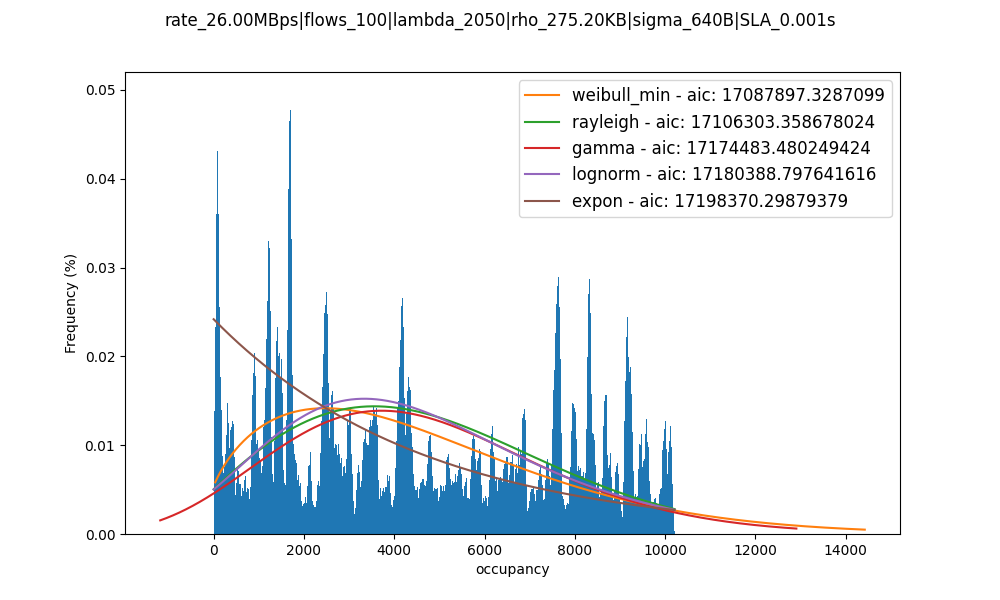 rate_26.00MBps|flows_100|lambda_2050|rho_275.20KB|sigma_640B|SLA_0.001s
weibull_min - aic: 17087897.3287099
rayleigh - aic: 17106303.358678024
gamma - aic: 17174483.480249424
lognorm - aic: 17180388.797641616
expon - aic: 17198370.29879379
Frequency (%)
0.05
0.04
0.03
0.02
0.01
0.00
0 2000 4000 6000 8000 10000 12000 14000
occupancy